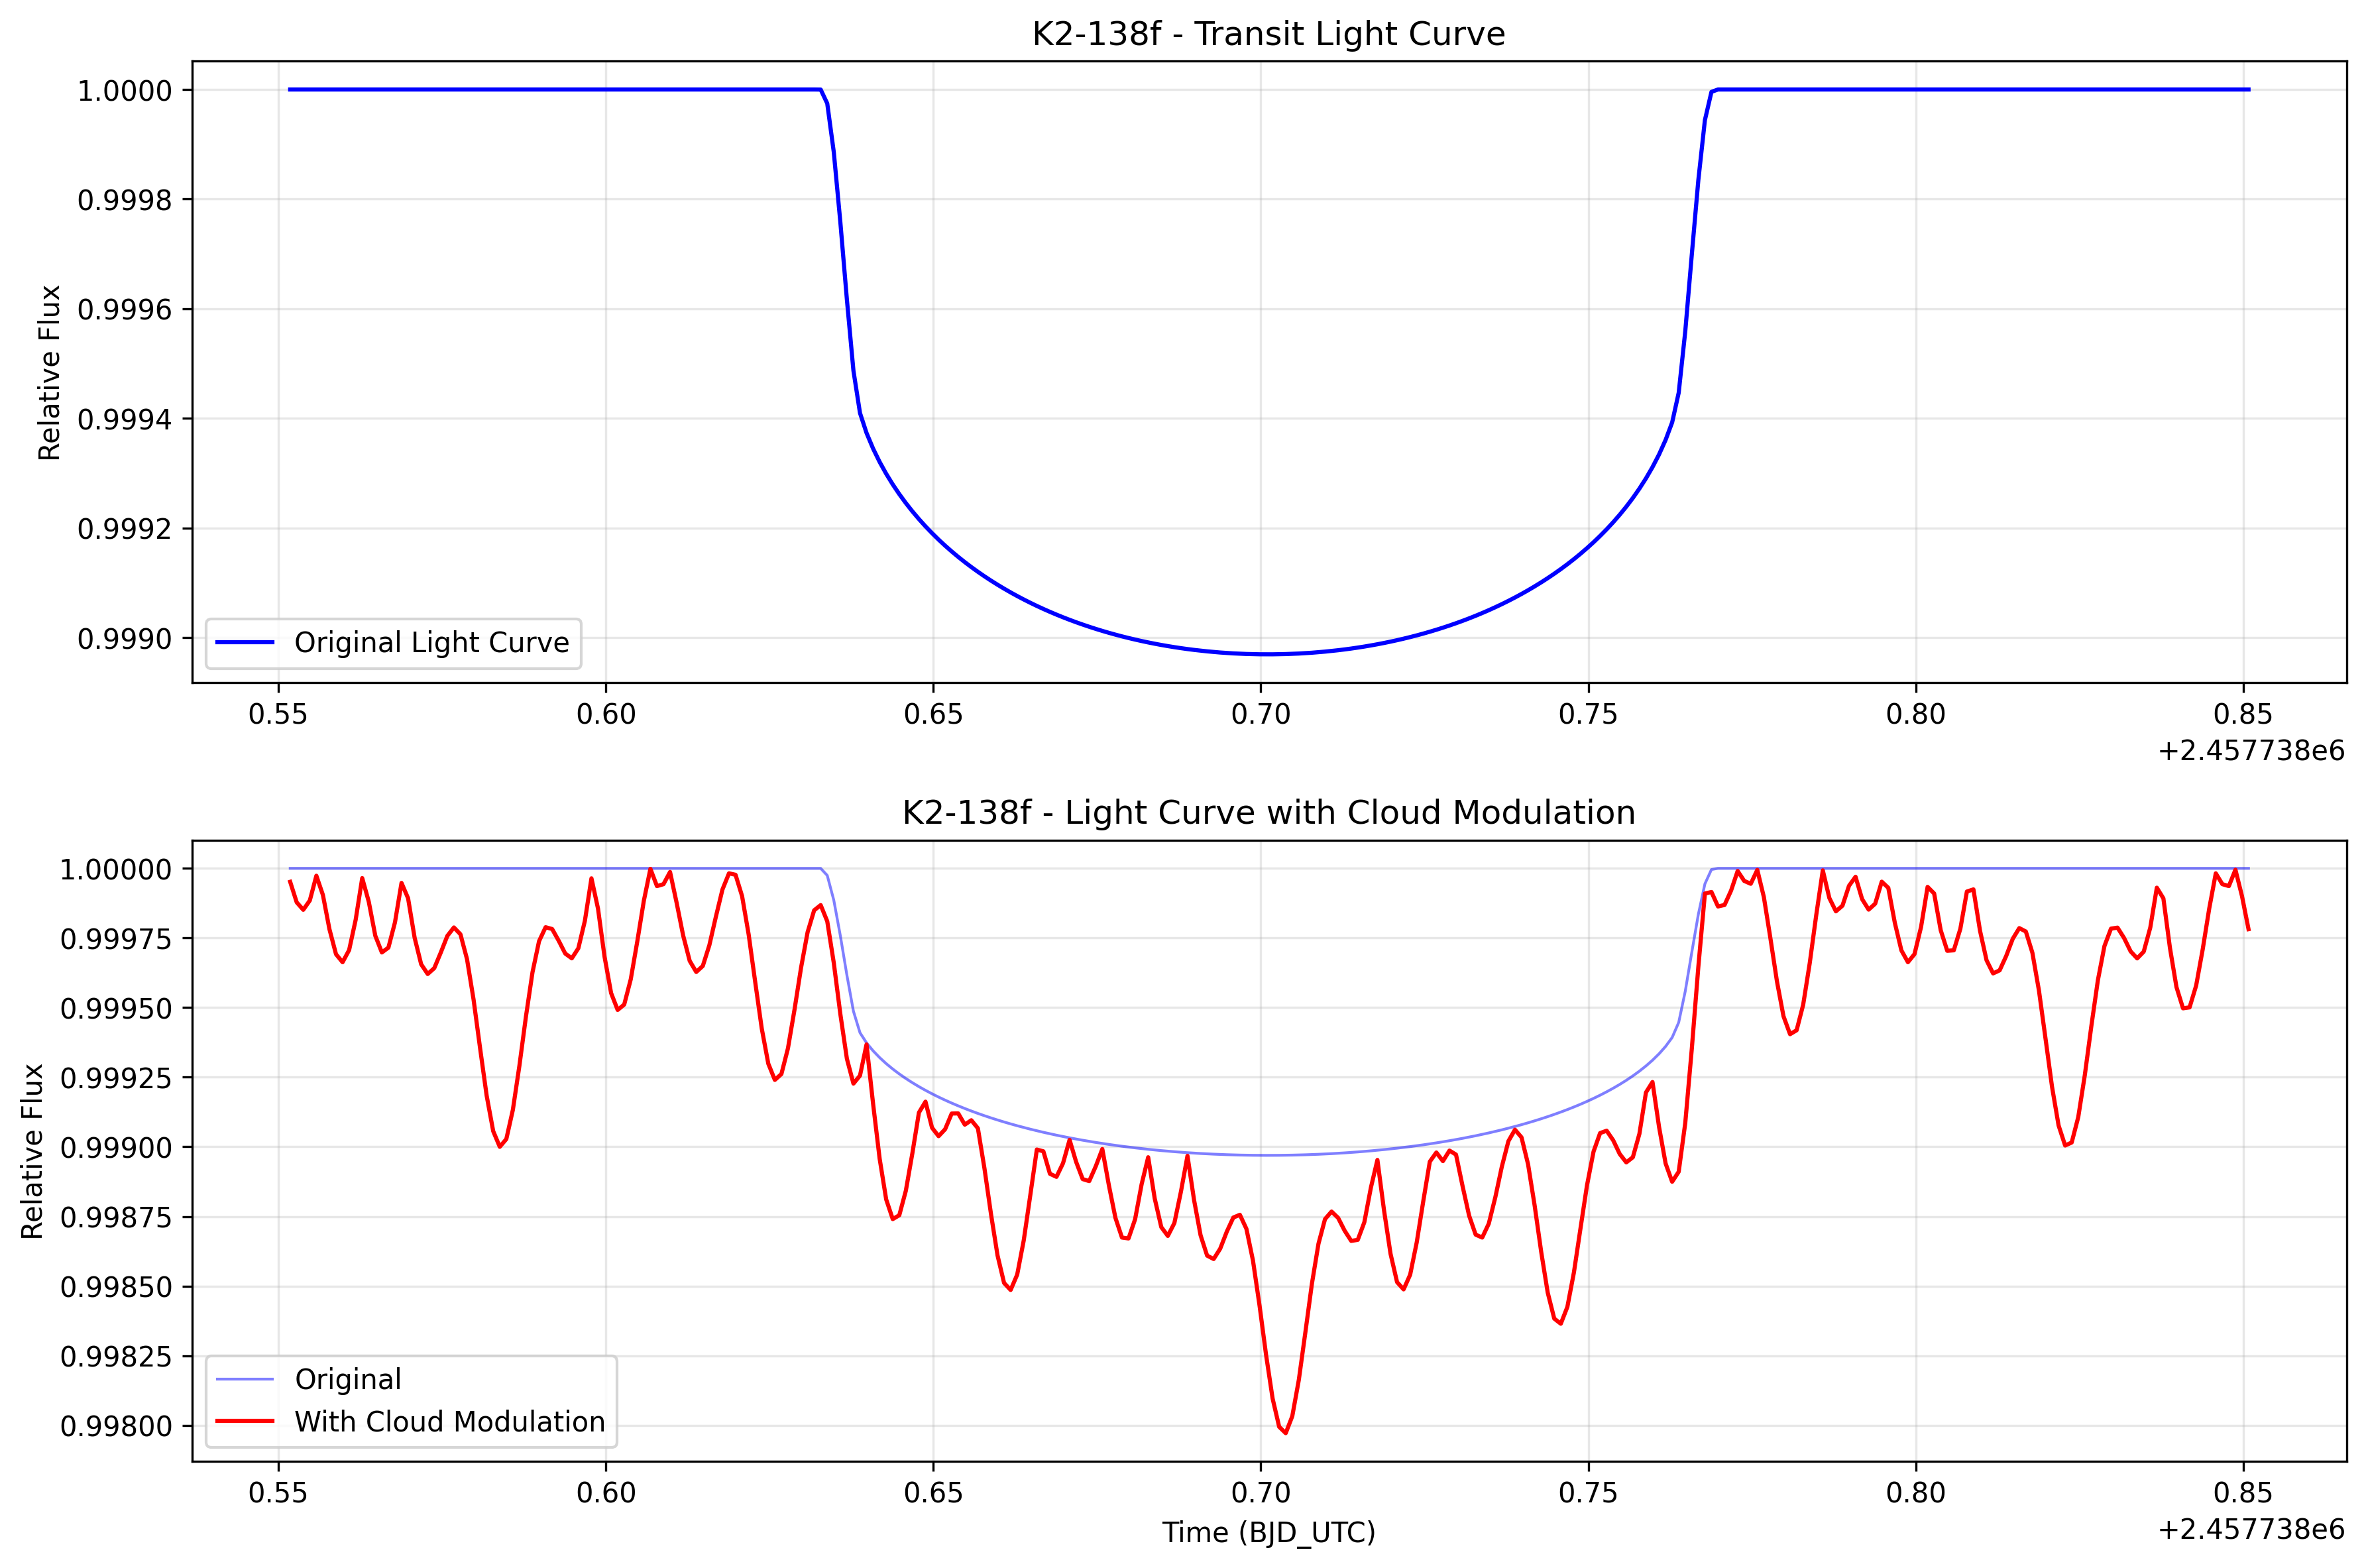 K2-138f - Transit Light Curve
1.0000
0.9998
0.9996
0.9994
0.9992
0.9990
Relative Flux
Original Light Curve
0.55 0.60 0.65 0.70 0.75 0.80 0.85
+2.457738e6
K2-138f - Light Curve with Cloud Modulation
1.00000
0.99975
0.99950
0.99925
0.99900
0.99875
0.99850
0.99825
0.99800
Relative Flux
Original
With Cloud Modulation
0.55 0.60 0.65 0.70 0.75 0.80 0.85
+2.457738e6
Time (BJD_UTC)